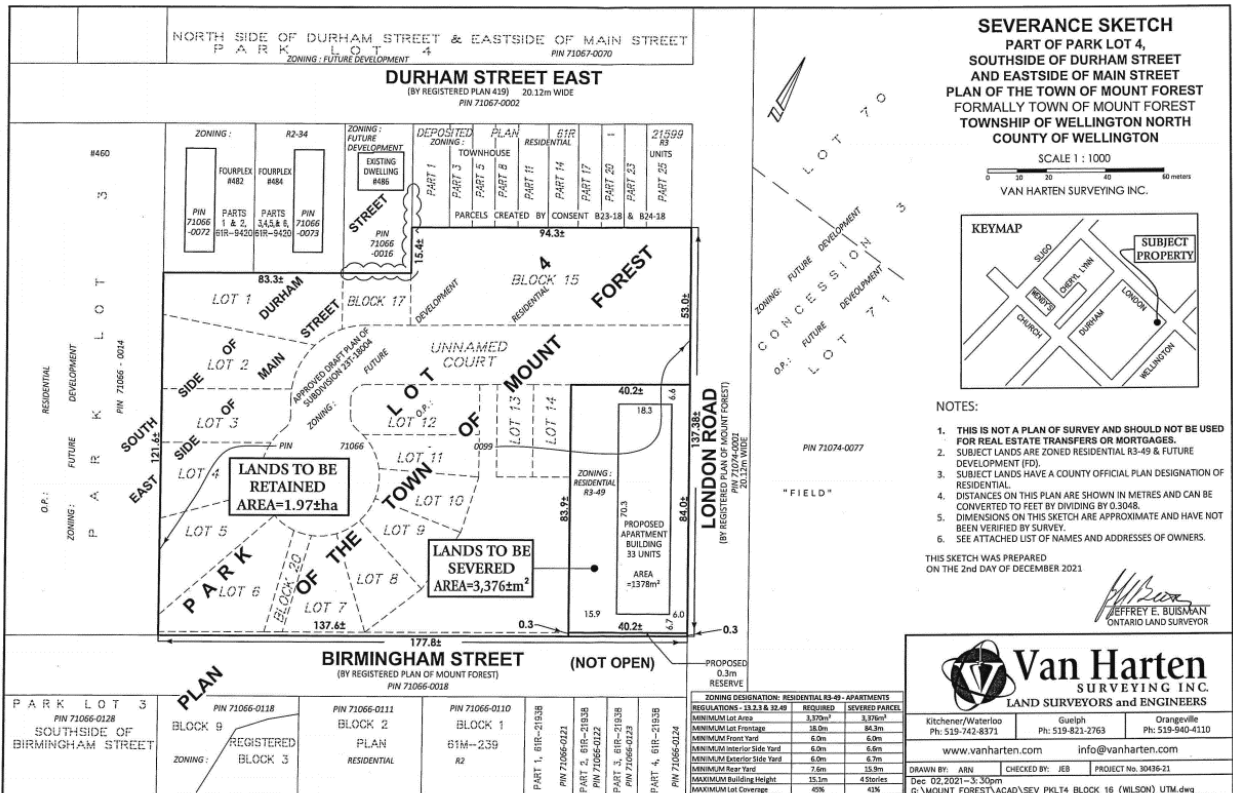 NORTH SIDE OF DURHAM STREET & EASTSIDE OF MAIN STREET
PARK LOT 4
PIN 71067-0070
ZONING : FUTURE DEVELOPMENT
DURHAM STREET EAST
(BY REGISTERED PLAN 419) 20.12m WIDE
PIN 71067-0002
SEVERANCE SKETCH
PART OF PARK LOT 4,
SOUTHSIDE OF DURHAM STREET
AND EASTSIDE OF MAIN STREET
PLAN OF THE TOWN OF MOUNT FOREST
FORMALLY TOWN OF MOUNT FOREST
TOWNSHIP OF WELLINGTON NORTH
COUNTY OF WELLINGTON
SCALE 1 : 1000
0 10 20 40 60 meters
VAN HARTEN SURVEYING INC.
KEYMAP
SUBJECT
PROPERTY
SLIGO
CHERYL LYNN
WENDY'S
LONDON
CHURCH
DURHAM
WELLINGTON
NOTES:
1. THIS IS NOT A PLAN OF SURVEY AND SHOULD NOT BE USED
FOR REAL ESTATE TRANSFERS OR MORTGAGES.
2. SUBJECT LANDS ARE ZONED RESIDENTIAL R3-49 & FUTURE
DEVELOPMENT (FD).
3. SUBJECT LANDS HAVE A COUNTY OFFICIAL PLAN DESIGNATION OF
RESIDENTIAL.
4. DISTANCES ON THIS PLAN ARE SHOWN IN METRES AND CAN BE
CONVERTED TO FEET BY DIVIDING BY 0.3048.
5. DIMENSIONS ON THIS SKETCH ARE APPROXIMATE AND HAVE NOT
BEEN VERIFIED BY SURVEY.
6. SEE ATTACHED LIST OF NAMES AND ADDRESSES OF OWNERS.
THIS SKETCH WAS PREPARED
ON THE 2nd DAY OF DECEMBER 2021
JEFFREY E. BUISMAN
ONTARIO LAND SURVEYOR
Van Harten
SURVEYING INC.
LAND SURVEYORS and ENGINEERS
Kitchener/Waterloo
Ph: 519-742-8371
Guelph
Ph: 519-821-2763
Orangeville
Ph: 519-940-4110
www.vanharten.com info@vanharten.com
DRAWN BY: ARN
CHECKED BY: JEB
PROJECT No. 30436-21
Dec 02,2021-3:30pm
G:\MOUNT FOREST\ACAD\SEV PKLT4 BLOCK 16 (WILSON) UTM.dwg
#460
ZONING : R2-34
FOURPLEX
#482
FOURPLEX
#484
PIN
71066
-0072
PARTS
1 & 2,
61R-9420
PARTS
3,4,5,& 6,
61R-9420
PIN
71066
-0073
ZONING :
FUTURE
DEVELOPMENT
EXISTING
DWELLING
#486
STREET
PIN
71066
-0016
DEPOSITED PLAN 61R - 21599
ZONING : RESIDENTIAL R3
TOWNHOUSE UNITS
PART 1
PART 3
PART 5
PART 8
PART 11
PART 14
PART 17
PART 20
PART 23
PART 25
PARCELS CREATED BY CONSENT B23-18 & B24-18
94.3±
15.4±
83.3±
53.0±
121.6±
PARK LOT 3
PIN 71066 - 0014
O.P.: RESIDENTIAL
ZONING: FUTURE DEVELOPMENT
SOUTH SIDE OF DURHAM STREET
EAST SIDE OF MAIN STREET
PARK LOT 4
PLAN OF THE TOWN OF MOUNT FOREST
LOT 1
LOT 2
LOT 3
LOT 4
LOT 5
LOT 6
BLOCK 20
LOT 7
LOT 8
LOT 9
LOT 10
LOT 11
LOT 12
LOT 13
LOT 14
BLOCK 15
BLOCK 17
UNNAMED
COURT
APPROVED DRAFT PLAN OF
SUBDIVISION 23T-18004
ZONING : FUTURE DEVELOPMENT
O.P.: RESIDENTIAL
PIN 71066 0099
LANDS TO BE
RETAINED
AREA=1.97±ha
LANDS TO BE
SEVERED
AREA=3,376±m²
40.2±
6.6
18.3
70.3
83.9±
84.0±
ZONING :
RESIDENTIAL
R3-49
PROPOSED
APARTMENT
BUILDING
33 UNITS
AREA
=1378m²
15.9
6.0
6.7
40.2±
0.3
0.3
137.6±
177.8±
137.38±
LONDON ROAD
(BY REGISTERED PLAN OF MOUNT FOREST)
PIN 71074-0001
20.12m WIDE
LOT 70
ZONING: FUTURE DEVELOPMENT
CONCESSION 3
O.P.: FUTURE DEVELOPMENT
LOT 71
PIN 71074-0077
"FIELD"
BIRMINGHAM STREET
(NOT OPEN)
(BY REGISTERED PLAN OF MOUNT FOREST)
PIN 71066-0018
PROPOSED
0.3m
RESERVE
PARK LOT 3
PIN 71066-0128
SOUTHSIDE OF
BIRMINGHAM STREET
PIN 71066-0118
BLOCK 9
REGISTERED
ZONING :
BLOCK 3
PIN 71066-0111
BLOCK 2
PLAN
RESIDENTIAL
PIN 71066-0110
BLOCK 1
61M-239
R2
PART 1, 61R-21938
PIN 71066-0121
PART 2, 61R-21938
PIN 71066-0122
PART 3, 61R-21938
PIN 71066-0123
PART 4, 61R-21938
PIN 71066-0124
ZONING DESIGNATION: RESIDENTIAL R3-49 - APARTMENTS
REGULATIONS - 13.2.3 & 32.49 REQUIRED SEVERED PARCEL
MINIMUM Lot Area 3,370m² 3,376m²
MINIMUM Lot Frontage 18.0m 84.3m
MINIMUM Front Yard 6.0m 6.0m
MINIMUM Interior Side Yard 6.0m 6.6m
MINIMUM Exterior Side Yard 6.0m 6.7m
MINIMUM Rear Yard 7.6m 15.9m
MAXIMUM Building Height 15.1m 4 Stories
MAXIMUM Lot Coverage 45% 41%